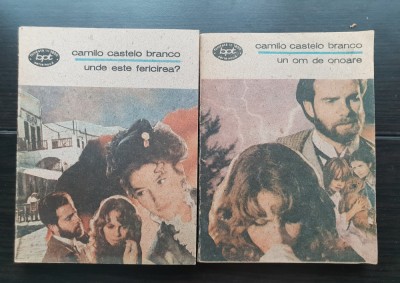 camilo castelo branco
unde este fericirea?
bpt
camilo castelo branco
un om de onoare
bpt